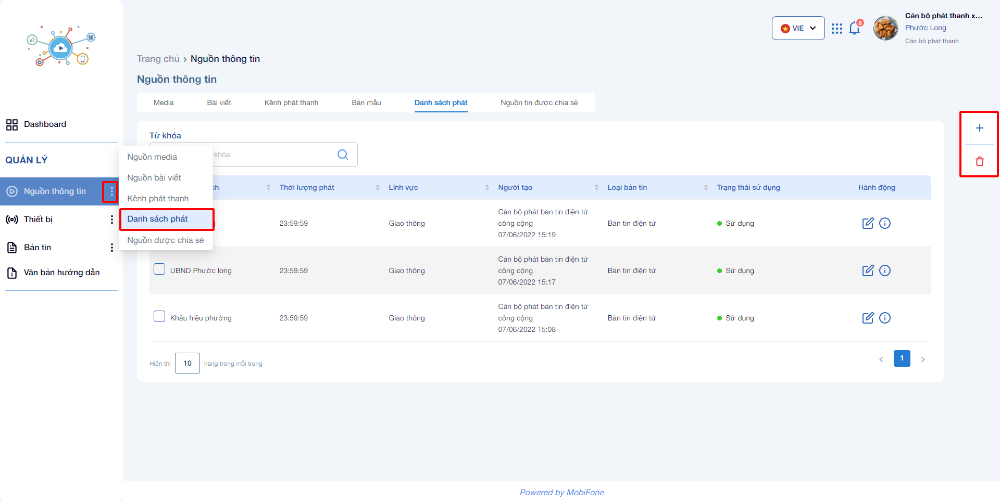 VIE
0
Cán bộ phát thanh x...
Phước Long
Cán bộ phát thanh
Trang chủ › Nguồn thông tin
Nguồn thông tin
Media Bài viết Kênh phát thanh Bản mẫu Danh sách phát Nguồn tin được chia sẻ
Dashboard
QUẢN LÝ
Nguồn thông tin
Thiết bị
Bản tin
Văn bản hướng dẫn
Nguồn media
Nguồn bài viết
Kênh phát thanh
Danh sách phát
Nguồn được chia sẻ
Từ khóa
khóa
ch Thời lượng phát Lĩnh vực Người tạo Loại bản tin Trạng thái sử dụng Hành động
23:59:59 Giao thông Cán bộ phát bản tin điện tử
công cộng
07/06/2022 15:19 Bản tin điện tử Sử dụng
UBND Phước long 23:59:59 Giao thông Cán bộ phát bản tin điện tử
công cộng
07/06/2022 15:17 Bản tin điện tử Sử dụng
Khẩu hiệu phường 23:59:59 Giao thông Cán bộ phát bản tin điện tử
công cộng
07/06/2022 15:08 Bản tin điện tử Sử dụng
Hiển thị 10 hàng trong mỗi trang
< 1 >
Powered by MobiFone